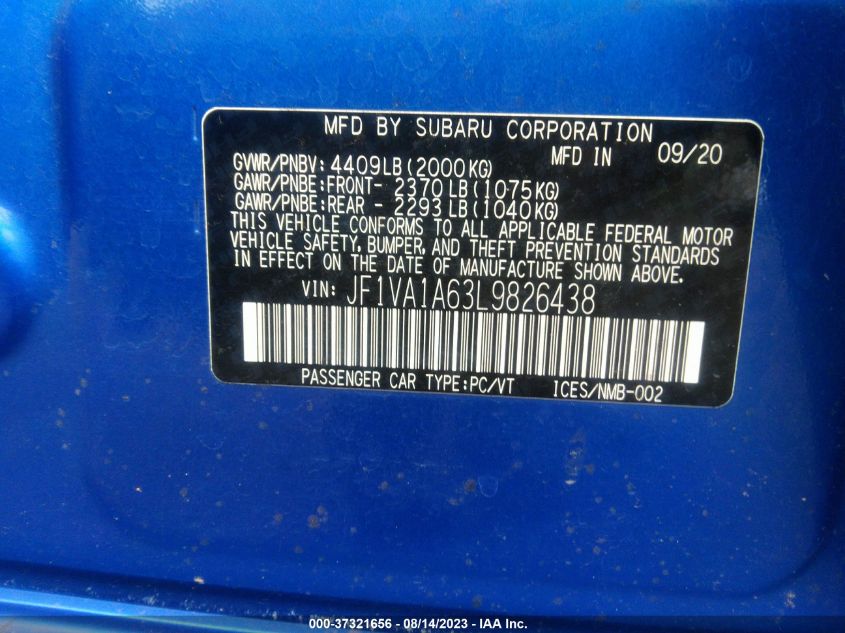 MFD BY SUBARU CORPORATION
MFD IN 09/20
GVWR/PNBV: 4409LB(2000KG)
GAWR/PNBE:FRONT- 2370LB(1075KG)
GAWR/PNBE:REAR - 2293LB(1040KG)
THIS VEHICLE CONFORMS TO ALL APPLICABLE FEDERAL MOTOR
VEHICLE SAFETY, BUMPER, AND THEFT PREVENTION STANDARDS
IN EFFECT ON THE DATE OF MANUFACTURE SHOWN ABOVE.
VIN: JF1VA1A63L9826438
PASSENGER CAR TYPE:PC/VT ICES/NMB-002
000-37321656 - 08/14/2023 - IAA Inc.